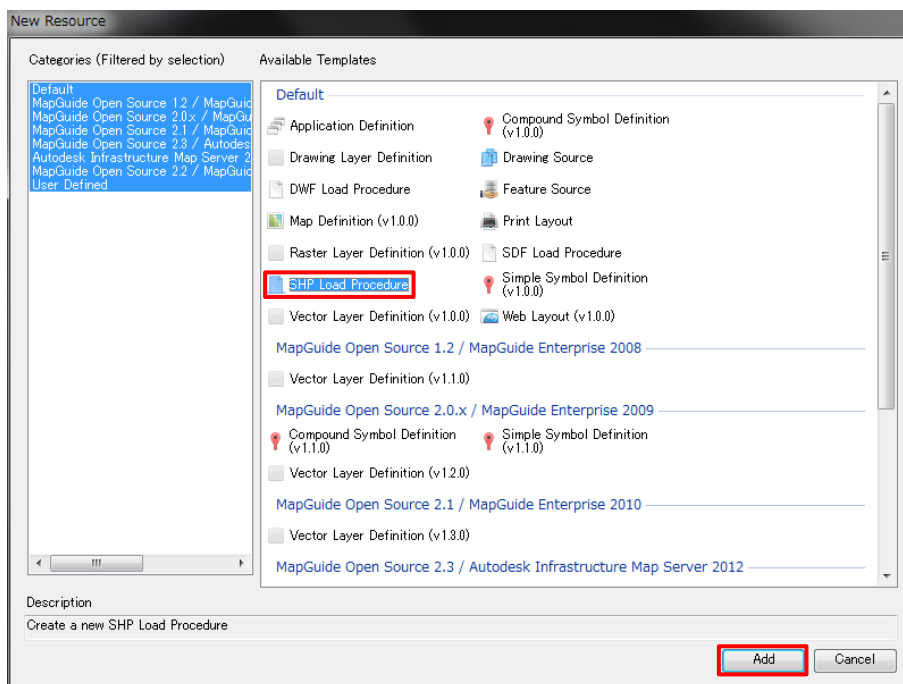 New Resource
Categories (Filtered by selection)
Available Templates
Default
MapGuide Open Source 1.2 / MapGuid
MapGuide Open Source 2.0.x / MapGu
MapGuide Open Source 2.1 / MapGuid
MapGuide Open Source 2.3 / Autodes
Autodesk Infrastructure Map Server 2
MapGuide Open Source 2.2 / MapGuid
User Defined
Default
Application Definition
Compound Symbol Definition
(v1.0.0)
Drawing Layer Definition
Drawing Source
DWF Load Procedure
Feature Source
Map Definition (v1.0.0)
Print Layout
Raster Layer Definition (v1.0.0)
SDF Load Procedure
SHP Load Procedure
Simple Symbol Definition
(v1.0.0)
Vector Layer Definition (v1.0.0)
Web Layout (v1.0.0)
MapGuide Open Source 1.2 / MapGuide Enterprise 2008
Vector Layer Definition (v1.1.0)
MapGuide Open Source 2.0.x / MapGuide Enterprise 2009
Compound Symbol Definition
(v1.1.0)
Simple Symbol Definition
(v1.1.0)
Vector Layer Definition (v1.2.0)
MapGuide Open Source 2.1 / MapGuide Enterprise 2010
Vector Layer Definition (v1.3.0)
MapGuide Open Source 2.3 / Autodesk Infrastructure Map Server 2012
Description
Create a new SHP Load Procedure
Add
Cancel